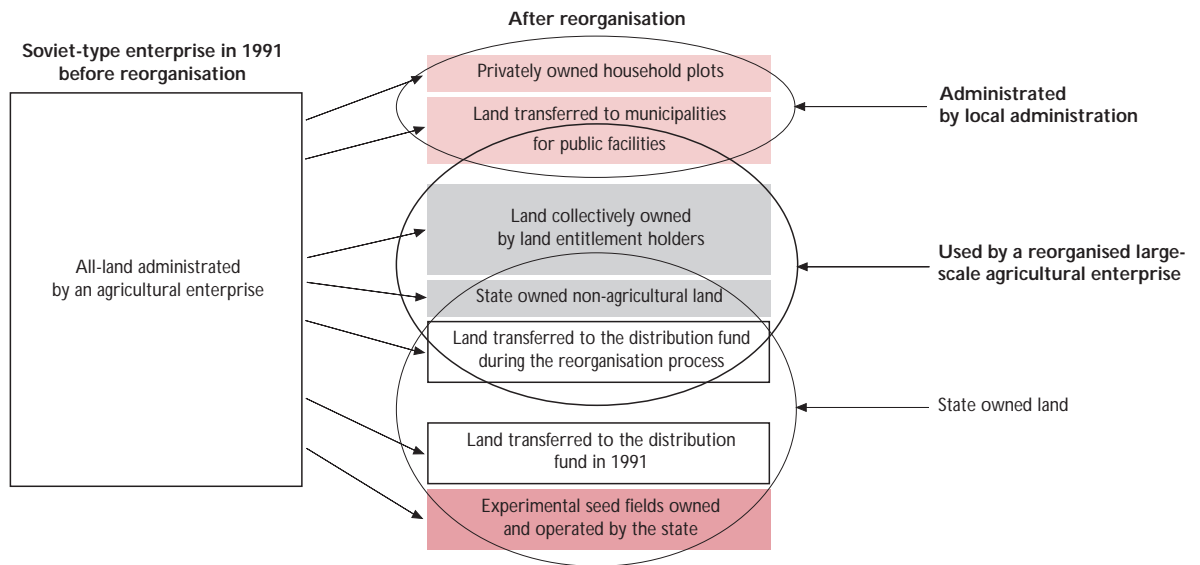 After reorganisation
Soviet-type enterprise in 1991
before reorganisation
Privately owned household plots
Land transferred to municipalities
for public facilities
Administrated
by local administration
Land collectively owned
by land entitlement holders
Used by a reorganised large-
scale agricultural enterprise
All-land administrated
by an agricultural enterprise
State owned non-agricultural land
Land transferred to the distribution fund
during the reorganisation process
State owned land
Land transferred to the distribution
fund in 1991
Experimental seed fields owned
and operated by the state